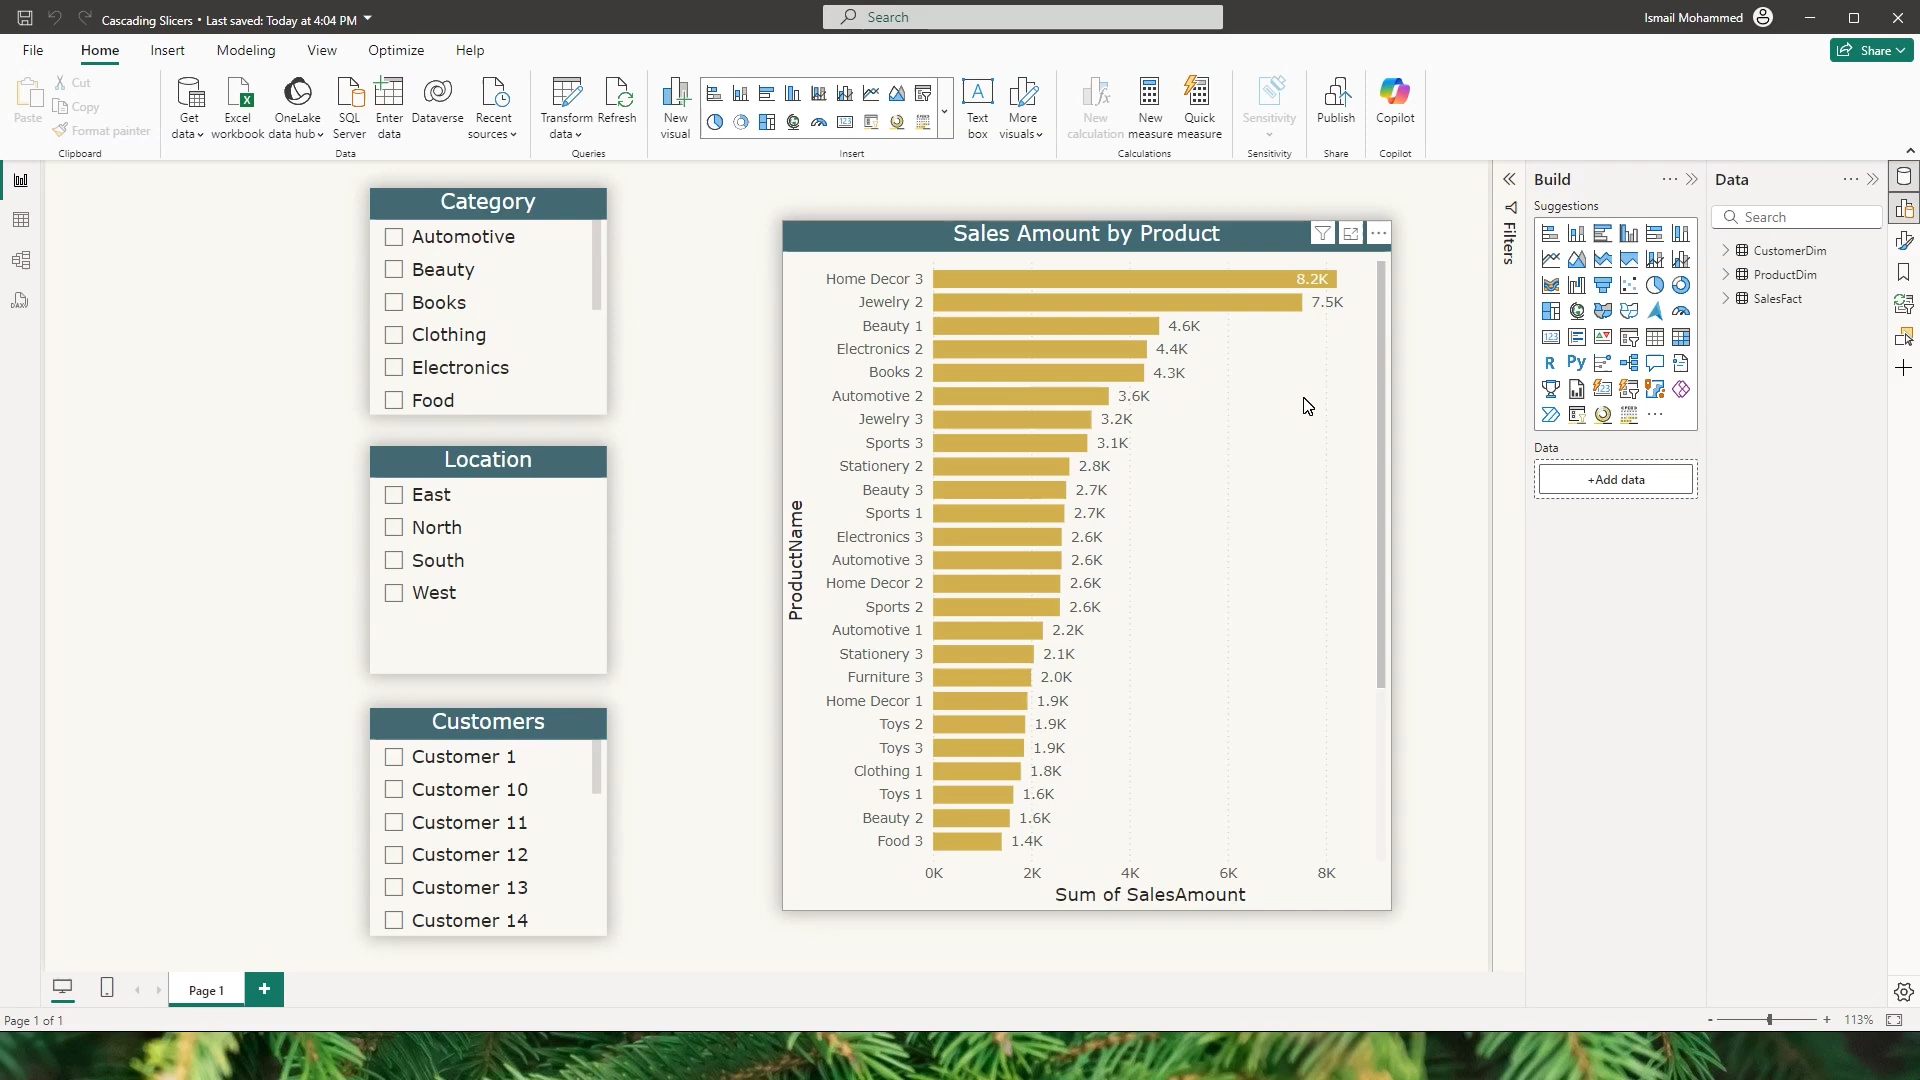 Cascading Slicers • Last saved: Today at 4:04 PM
Search
Ismail Mohammed
File
Home
Insert
Modeling
View
Optimize
Help
Share
Paste
Cut
Copy
Format painter
Clipboard
Get data
Excel workbook
OneLake data hub
SQL Server
Enter data
Dataverse
Recent sources
Data
Transform data
Refresh
Queries
New visual
Text box
More visuals
Insert
New calculation
New measure
Quick measure
Calculations
Sensitivity
Sensitivity
Publish
Share
Copilot
Copilot
Category
Automotive
Beauty
Books
Clothing
Electronics
Food
Location
East
North
South
West
Customers
Customer 1
Customer 10
Customer 11
Customer 12
Customer 13
Customer 14
Sales Amount by Product
ProductName
Home Decor 3 8.2K
Jewelry 2 7.5K
Beauty 1 4.6K
Electronics 2 4.4K
Books 2 4.3K
Automotive 2 3.6K
Jewelry 3 3.2K
Sports 3 3.1K
Stationery 2 2.8K
Beauty 3 2.7K
Sports 1 2.7K
Electronics 3 2.6K
Automotive 3 2.6K
Home Decor 2 2.6K
Sports 2 2.6K
Automotive 1 2.2K
Stationery 3 2.1K
Furniture 3 2.0K
Home Decor 1 1.9K
Toys 2 1.9K
Toys 3 1.9K
Clothing 1 1.8K
Toys 1 1.6K
Beauty 2 1.6K
Food 3 1.4K
0K 2K 4K 6K 8K
Sum of SalesAmount
Filters
Build
Suggestions
R
Py
Data
+Add data
Data
Search
CustomerDim
ProductDim
SalesFact
Page 1
Page 1 of 1
113%